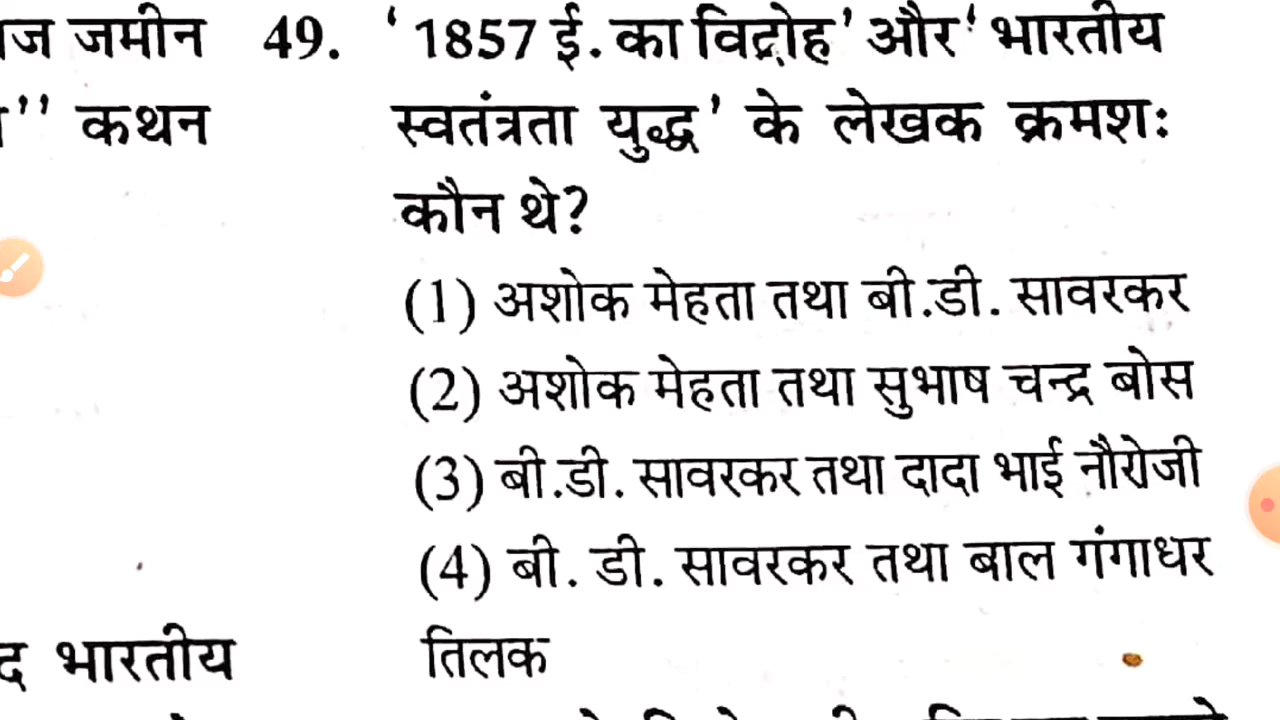 ज जमीन 49. ‘1857 ई. का विद्रोह’ और ‘भारतीय
'' कथन स्वतंत्रता युद्ध’ के लेखक क्रमशः
कौन थे?
(1) अशोक मेहता तथा बी.डी. सावरकर
(2) अशोक मेहता तथा सुभाष चन्द्र बोस
(3) बी.डी. सावरकर तथा दादा भाई नौरोजी
(4) बी. डी. सावरकर तथा बाल गंगाधर
द भारतीय तिलक